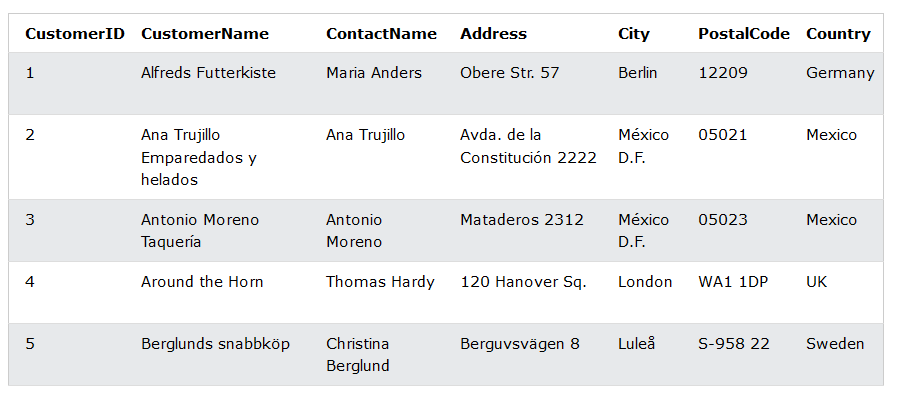 CustomerID CustomerName ContactName Address City PostalCode Country
1 Alfreds Futterkiste Maria Anders Obere Str. 57 Berlin 12209 Germany
2 Ana Trujillo Ana Trujillo Avda. de la México 05021 Mexico
Emparedados y Constitución 2222 D.F.
helados
3 Antonio Moreno Antonio Mataderos 2312 México 05023 Mexico
Taquería Moreno D.F.
4 Around the Horn Thomas Hardy 120 Hanover Sq. London WA1 1DP UK
5 Berglunds snabbköp Christina Berguvsvägen 8 Luleå S-958 22 Sweden
Berglund